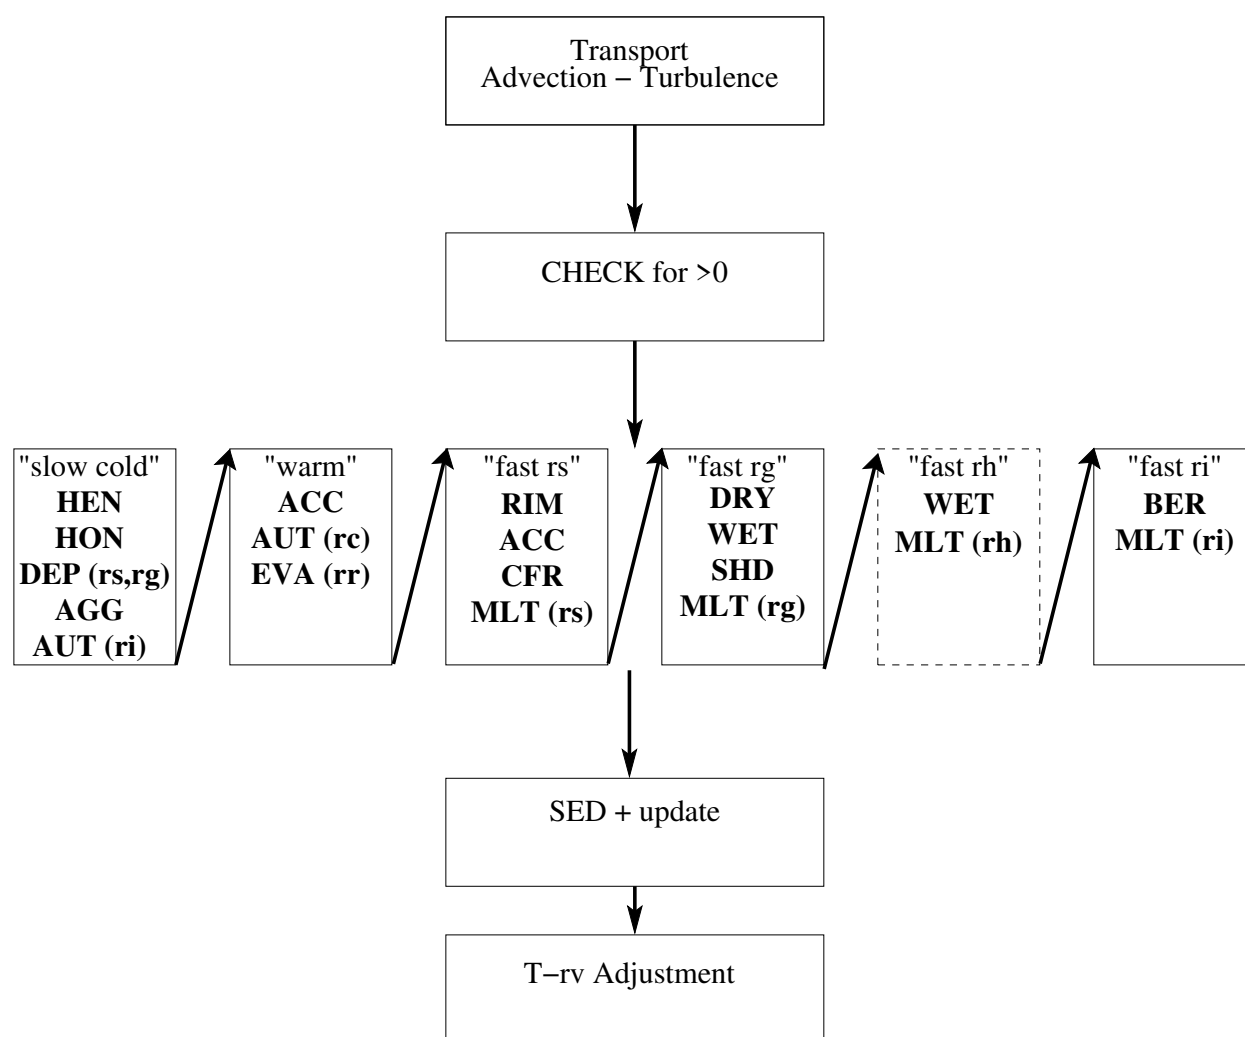 Transport
Advection − Turbulence
CHECK for >0
"slow cold"
HEN
HON
DEP (rs,rg)
AGG
AUT (ri)
"warm"
ACC
AUT (rc)
EVA (rr)
"fast rs"
RIM
ACC
CFR
MLT (rs)
"fast rg"
DRY
WET
SHD
MLT (rg)
"fast rh"
WET
MLT (rh)
"fast ri"
BER
MLT (ri)
SED + update
T−rv Adjustment